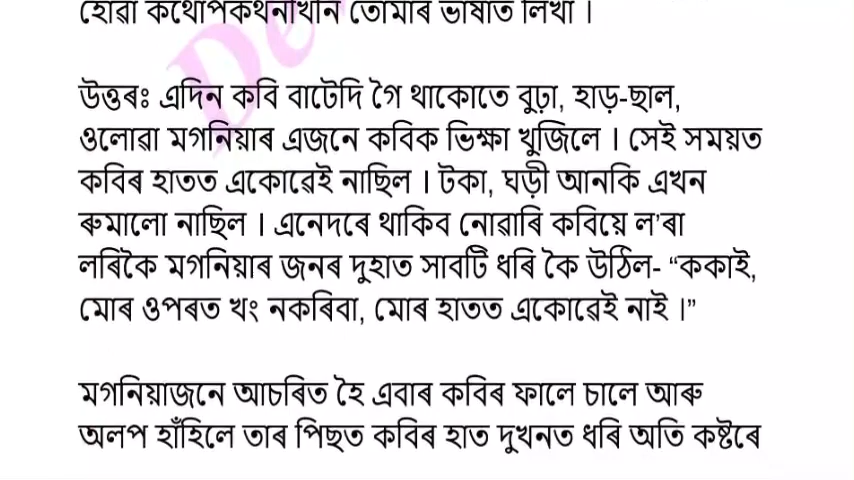 হোৱা কথোপকথনখিনি তোমাৰ ভাষাত লিখা ।
উত্তৰঃ এদিন কবি বাটেদি গৈ থাকোতে বুঢ়া, হাড়-ছাল,
ওলোৱা মগনিয়াৰ এজনে কবিক ভিক্ষা খুজিলে । সেই সময়ত
কবিৰ হাতত একোৱেই নাছিল । টকা, ঘড়ী আনকি এখন
ৰুমালো নাছিল । এনেদৰে থাকিব নোৱাৰি কবিয়ে ল’ৰা
লৰিকৈ মগনিয়াৰ জনৰ দুহাত সাবটি ধৰি কৈ উঠিল- “ককাই,
মোৰ ওপৰত খং নকৰিবা, মোৰ হাতত একোৱেই নাই ।”
মগনিয়াজনে আচৰিত হৈ এবাৰ কবিৰ ফালে চালে আৰু
অলপ হাঁহিলে তাৰ পিছত কবিৰ হাত দুখনত ধৰি অতি কষ্টৰে